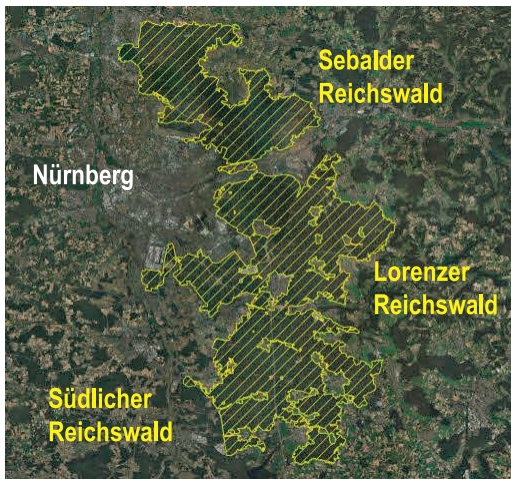 Sebalder
Reichswald
Nürnberg
Lorenzer
Reichswald
Südlicher
Reichswald